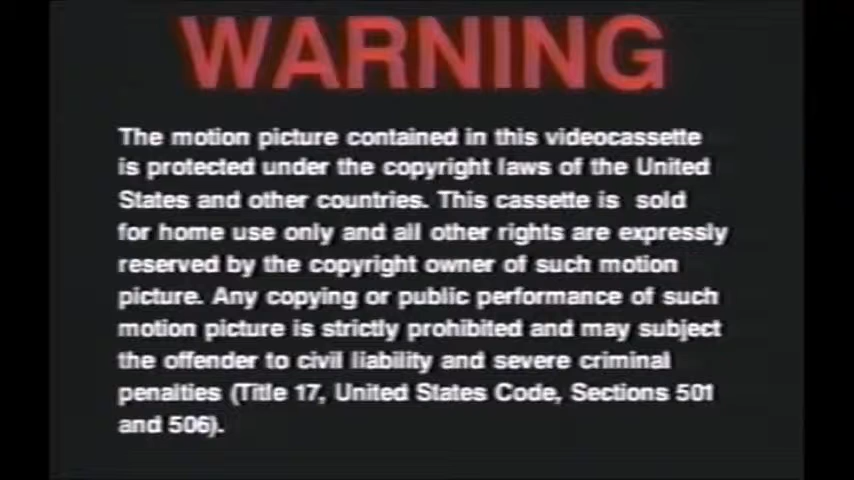 WARNING
The motion picture contained in this videocassette
is protected under the copyright laws of the United
States and other countries. This cassette is sold
for home use only and all other rights are expressly
reserved by the copyright owner of such motion
picture. Any copying or public performance of such
motion picture is strictly prohibited and may subject
the offender to civil liability and severe criminal
penalties (Title 17, United States Code, Sections 501
and 506).